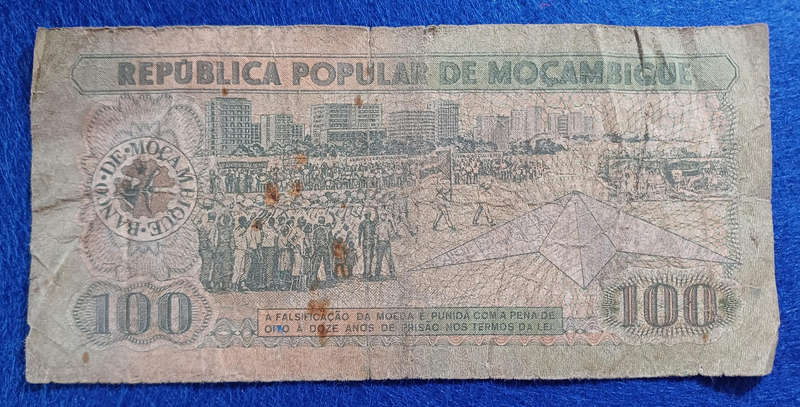 REPÚBLICA POPULAR DE MOÇAMBIQUE
BANCO·DE·MOÇAMBIQUE·
100
A FALSIFICAÇÃO DA MOEDA É PUNIDA COM A PENA DE
OITO A DOZE ANOS DE PRISÃO NOS TERMOS DA LEI
100